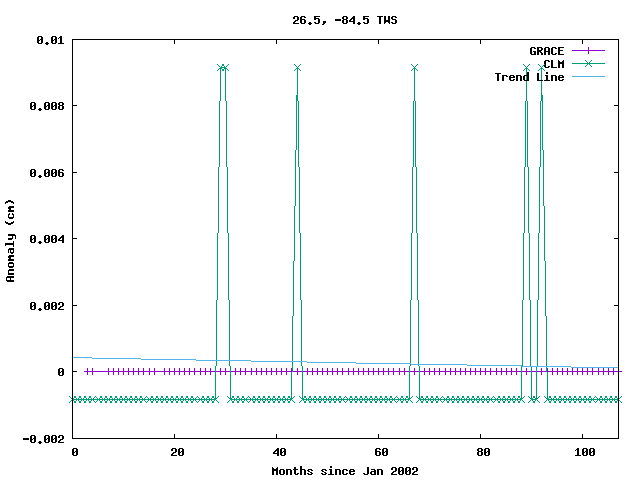 26.5, -84.5 TWS
0.01
0.008
0.006
0.004
0.002
0
-0.002
Anomaly (cm)
GRACE
CLM
Trend Line
0 20 40 60 80 100
Months since Jan 2002